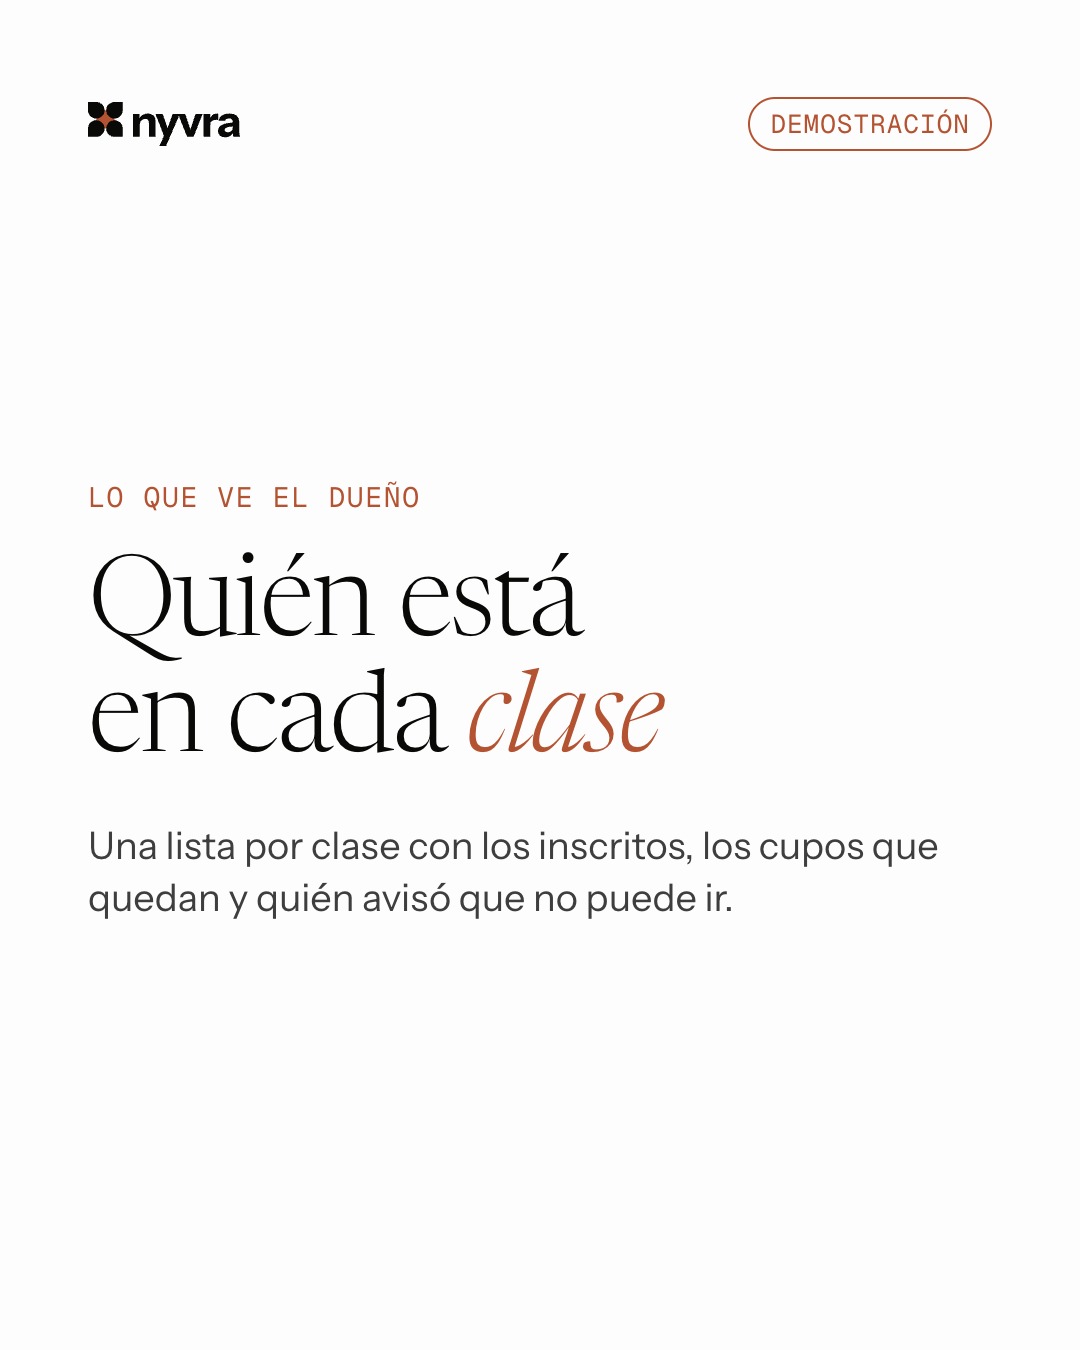 nyvra
DEMOSTRACIÓN
LO QUE VE EL DUEÑO
Quién está
en cada clase
Una lista por clase con los inscritos, los cupos que
quedan y quién avisó que no puede ir.